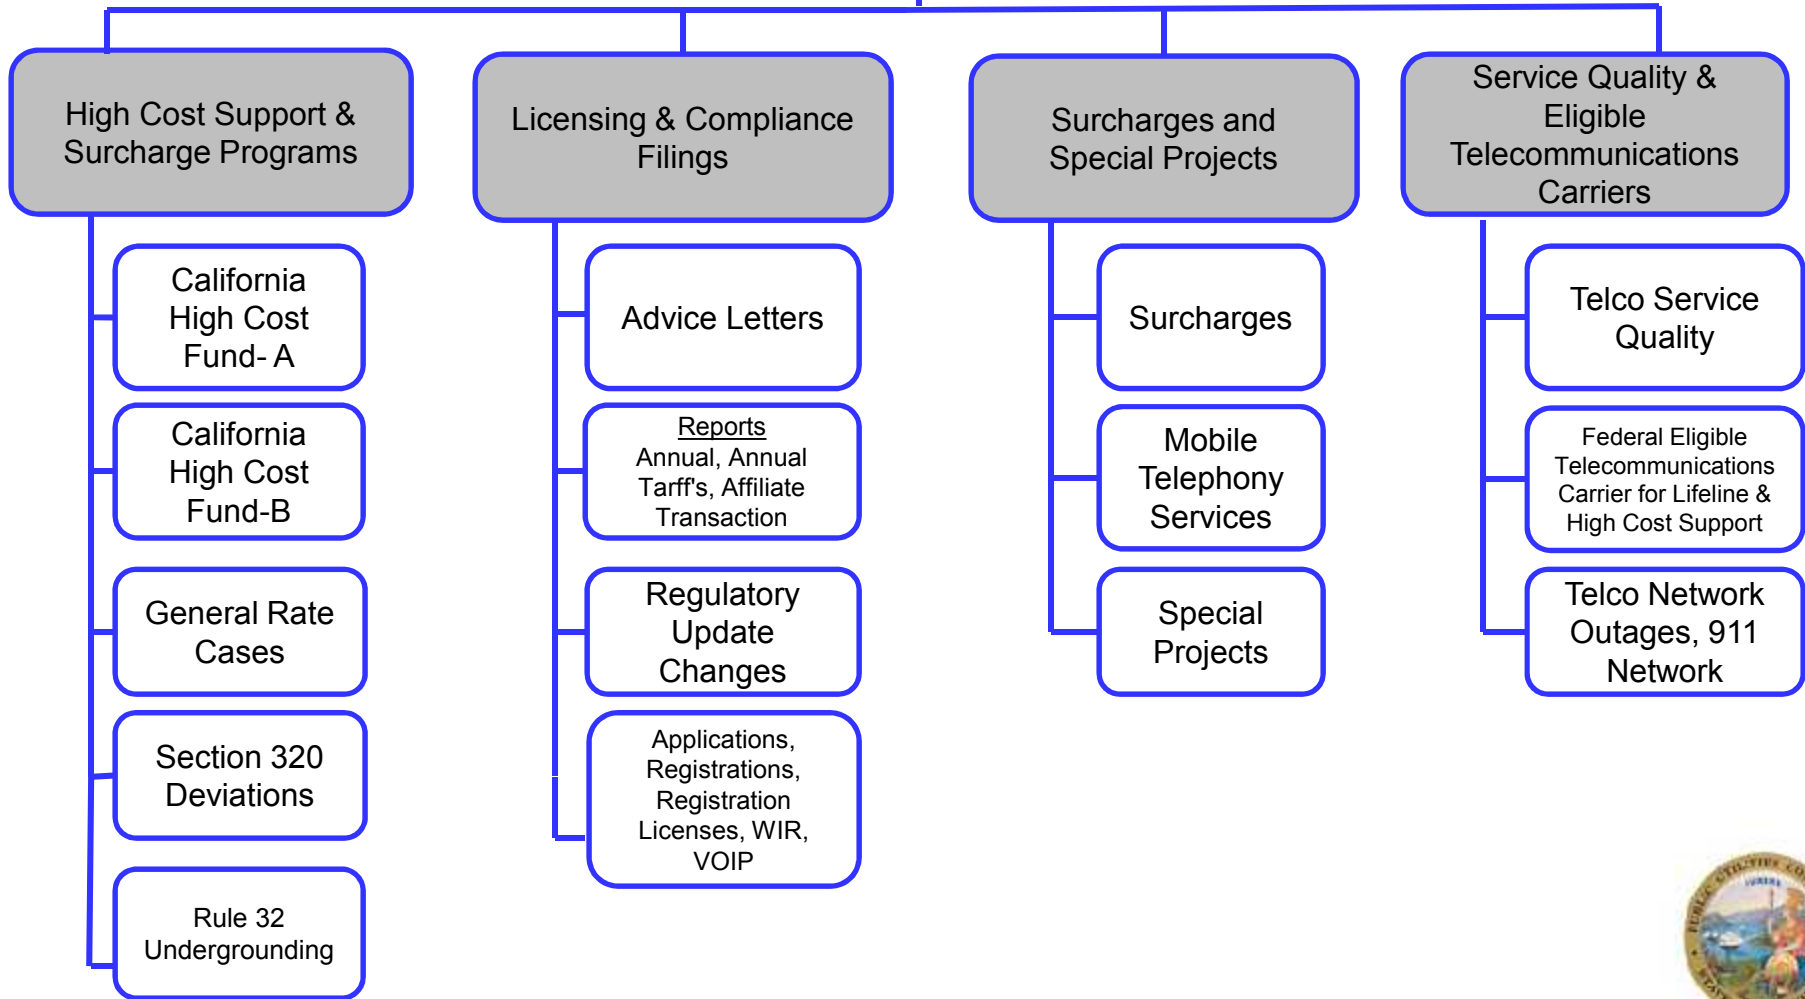 High Cost Support &
Surcharge Programs
California
High Cost
Fund- A
California
High Cost
Fund-B
General Rate
Cases
Section 320
Deviations
Rule 32
Undergrounding
Licensing & Compliance
Filings
Advice Letters
Reports
Annual, Annual
Tarff's, Affiliate
Transaction
Regulatory
Update
Changes
Applications,
Registrations,
Registration
Licenses, WIR,
VOIP
Surcharges and
Special Projects
Surcharges
Mobile
Telephony
Services
Special
Projects
Service Quality &
Eligible
Telecommunications
Carriers
Telco Service
Quality
Federal Eligible
Telecommunications
Carrier for Lifeline &
High Cost Support
Telco Network
Outages, 911
Network
PUBLIC UTILITIES CO